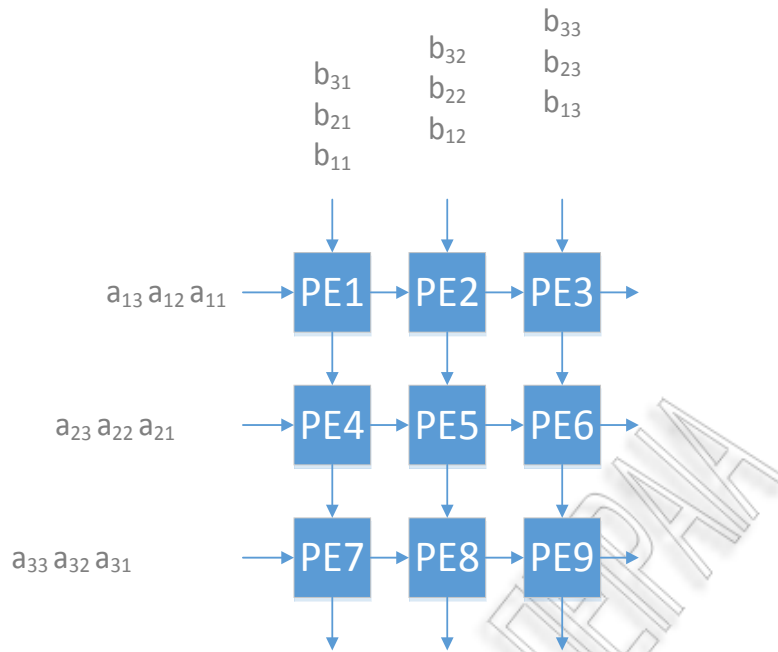 b₃₃
b₃₂
b₂₃
b₃₁
b₂₂
b₁₃
b₂₁
b₁₂
b₁₁
a₁₃ a₁₂ a₁₁
PE1 PE2 PE3
a₂₃ a₂₂ a₂₁
PE4 PE5 PE6
a₃₃ a₃₂ a₃₁
PE7 PE8 PE9